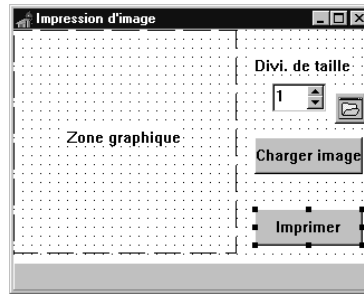 Impression d'image
Divi. de taille
1
Zone graphique
Charger image
Imprimer